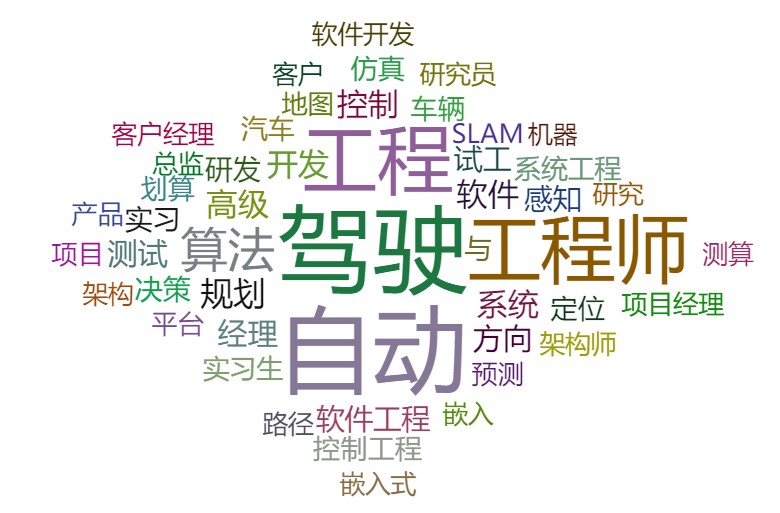 软件开发
客户
仿真
研究员
地图
控制
车辆
客户经理
汽车
工程
SLAM
机器
总监
研发
开发
试工
系统工程
划算
高级
软件
感知
研究
产品
实习
驾驶
项目
测试
算法
与
工程师
测算
架构
决策
规划
系统
定位
项目经理
平台
经理
自动
方向
架构师
实习生
预测
路径
软件工程
嵌入
控制工程
嵌入式